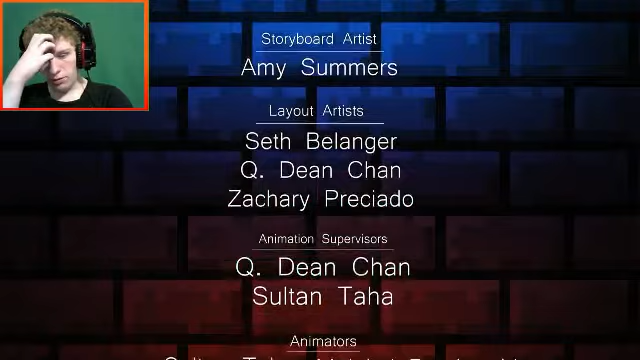 Storyboard Artist
Amy Summers
Layout Artists
Seth Belanger
Q. Dean Chan
Zachary Preciado
Animation Supervisors
Q. Dean Chan
Sultan Taha
Animators